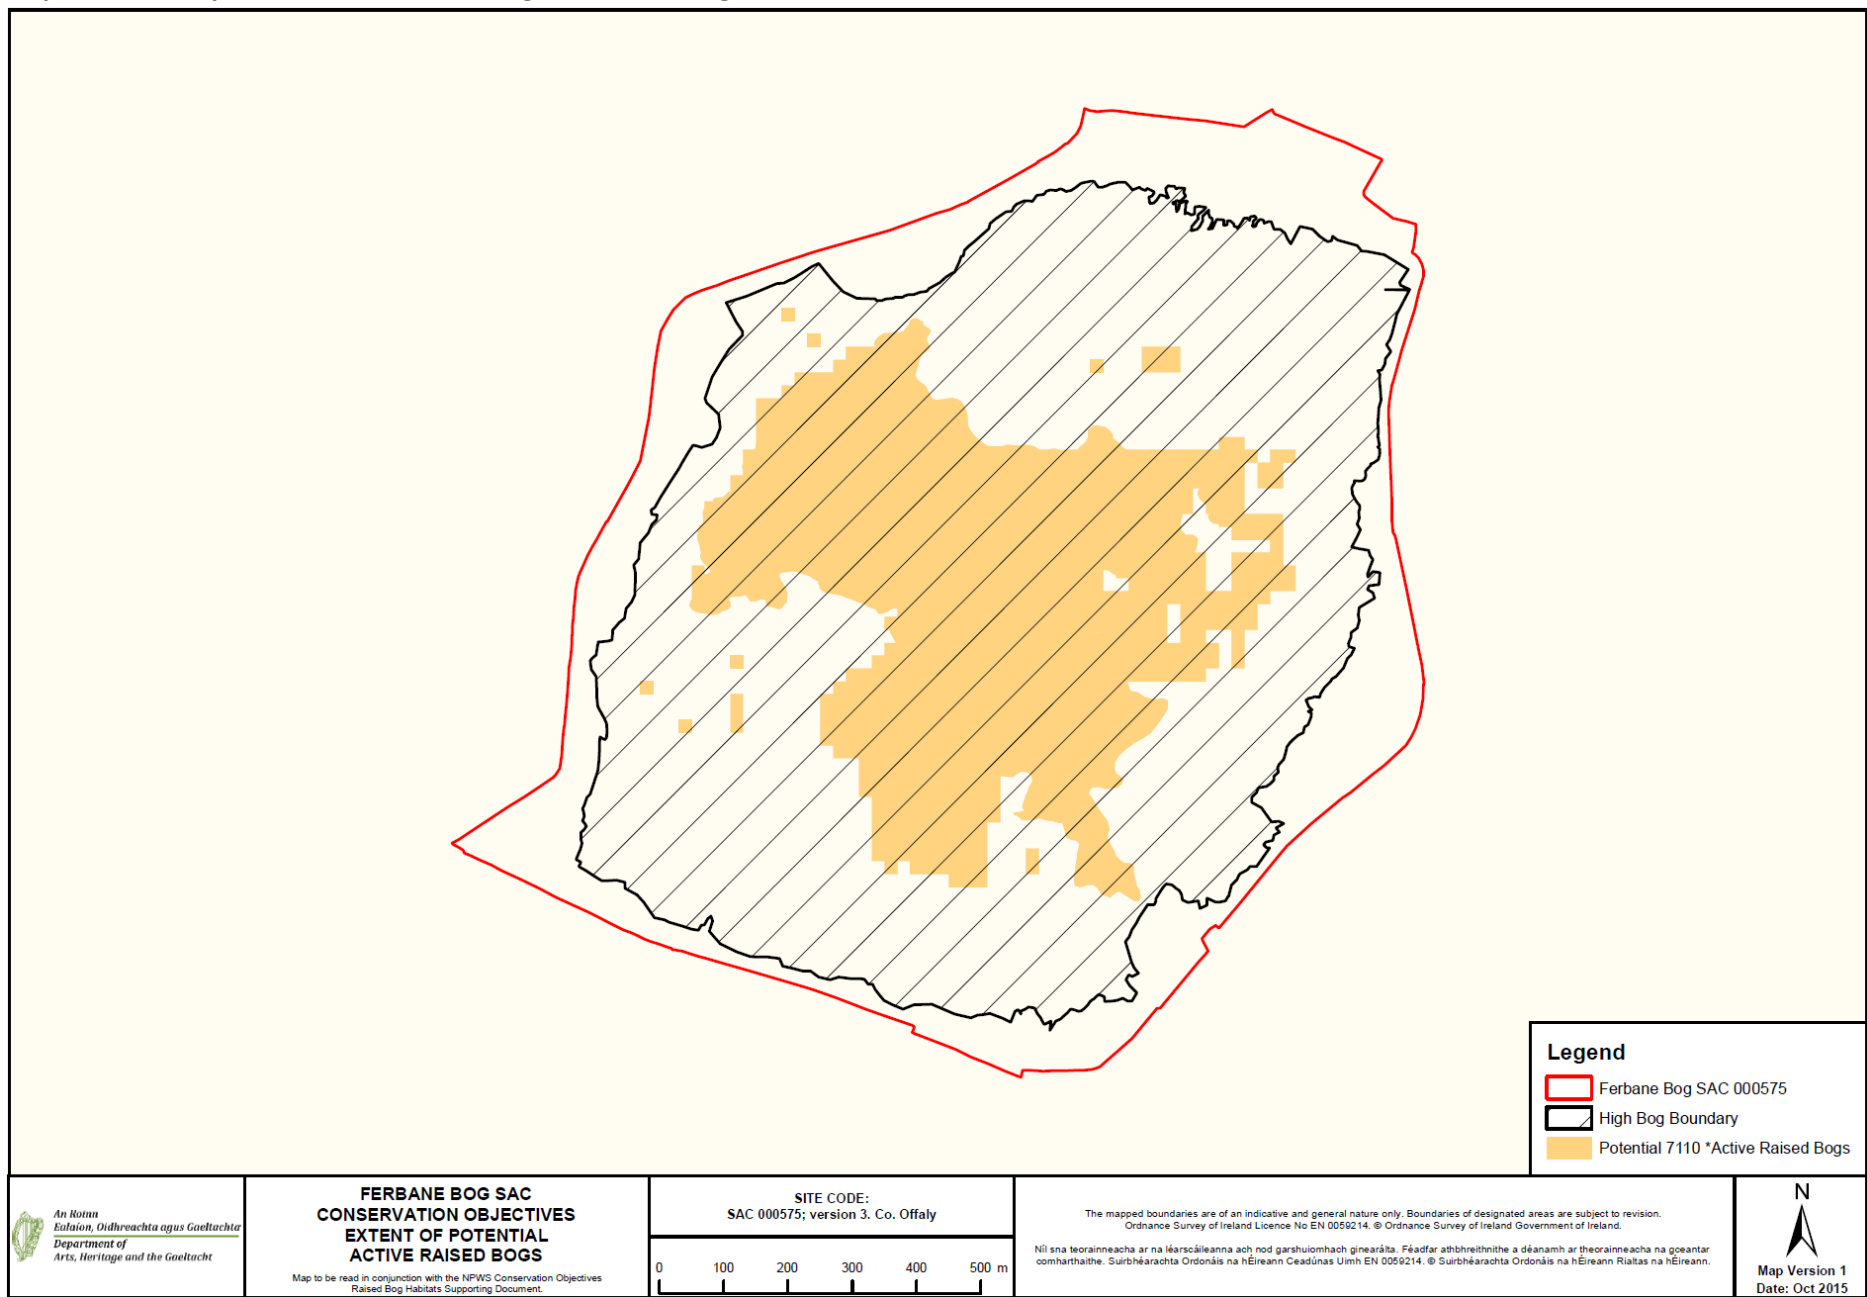 Legend
Ferbane Bog SAC 000575
High Bog Boundary
Potential 7110 *Active Raised Bogs
An Roinn
Ealaíon, Oidhreachta agus Gaeltachta
Department of
Arts, Heritage and the Gaeltacht
FERBANE BOG SAC
CONSERVATION OBJECTIVES
EXTENT OF POTENTIAL
ACTIVE RAISED BOGS
Map to be read in conjunction with the NPWS Conservation Objectives
Raised Bog Habitats Supporting Document.
SITE CODE:
SAC 000575; version 3. Co. Offaly
0 100 200 300 400 500 m
The mapped boundaries are of an indicative and general nature only. Boundaries of designated areas are subject to revision.
Ordnance Survey of Ireland Licence No EN 0059214. © Ordnance Survey of Ireland Government of Ireland.
Níl sna teorainneacha ar na léarscáileanna ach nod garshuiomhach ginearálta. Féadfar athbhreithnithe a déanamh ar theorainneacha na gceantar
comharthaithe. Suirbhéarachta Ordonáis na hÉireann Ceadúnas Uimh EN 0059214. © Suirbhéarachta Ordonáis na hÉireann Rialtas na hÉireann.
N
Map Version 1
Date: Oct 2015